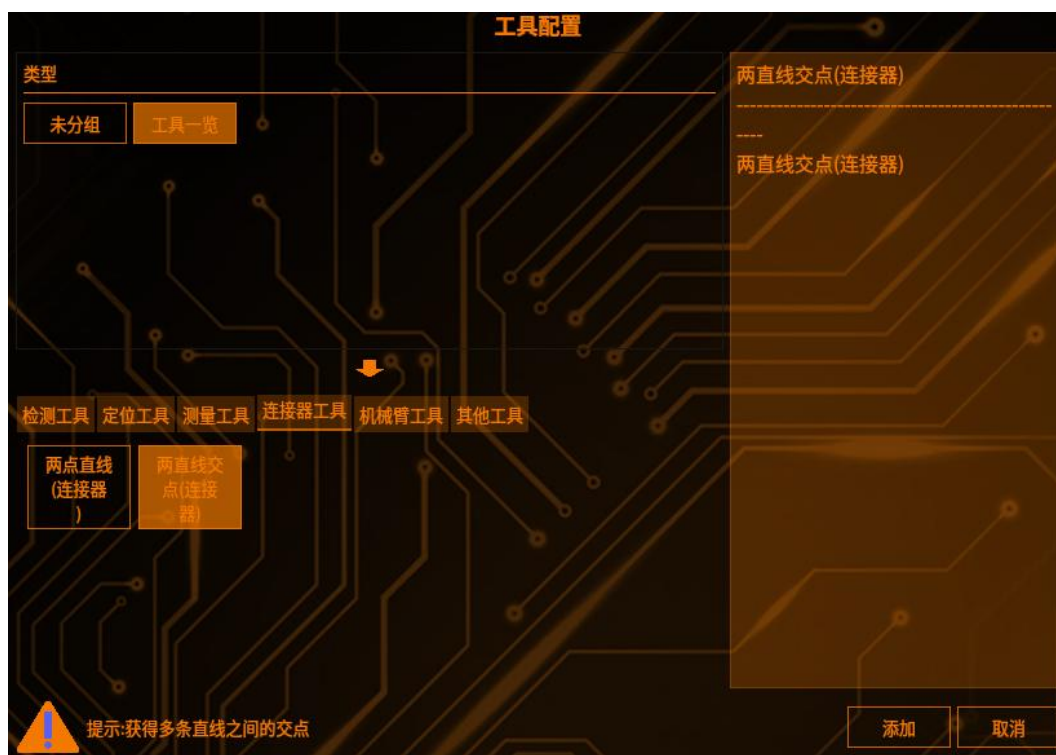 工具配置
类型
未分组
工具一览
检测工具
定位工具
测量工具
连接器工具
机械臂工具
其他工具
两点直线
(连接器
)
两直线交
点(连接
器)
两直线交点(连接器)
-----------------------------------------------
----
两直线交点(连接器)
提示:获得多条直线之间的交点
添加
取消